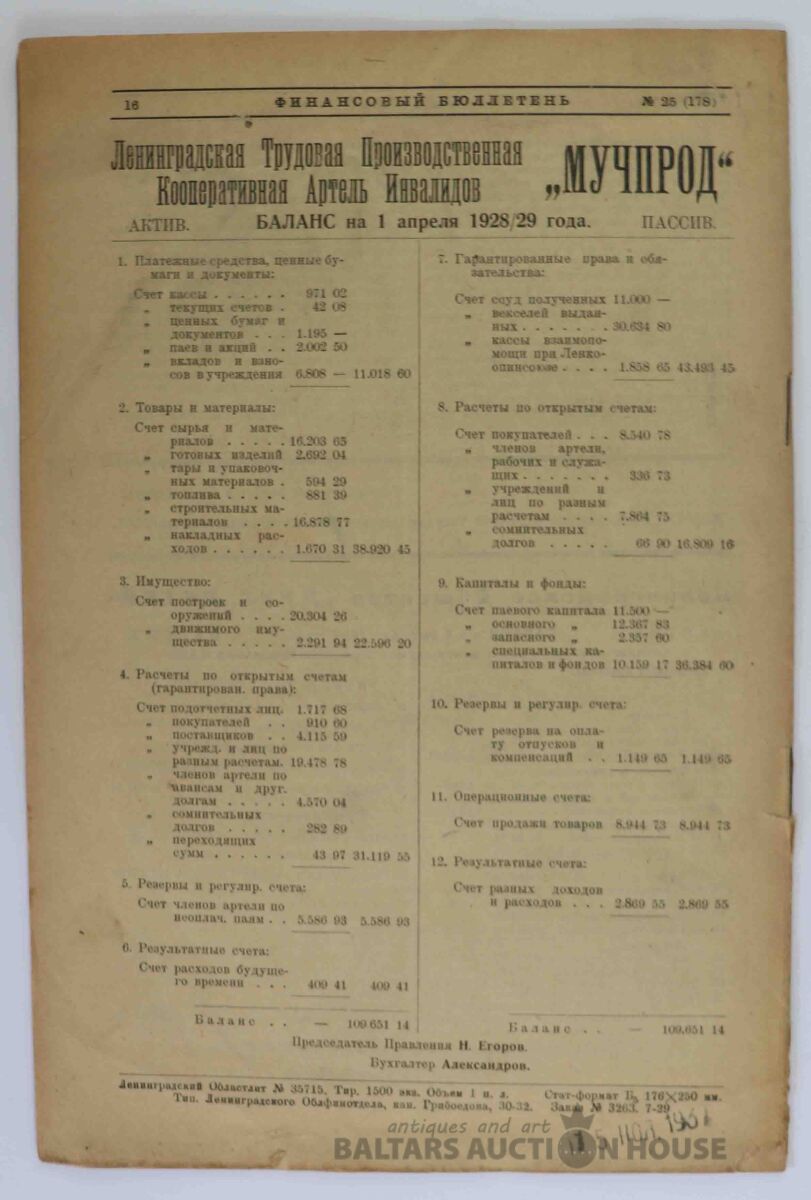 16 ФИНАНСОВЫЙ БЮЛЛЕТЕНЬ № 25 (178)
Ленинградская Трудовая Производственная
Кооперативная Артель Инвалидов
„МУЧПРОД“
АКТИВ. БАЛАНС на 1 апреля 1928/29 года. ПАССИВ.
1. Платежные средства, ценные бу-
маги и документы:
Счет кассы . . . . . . 971 02
„ текущих счетов . 42 08
„ ценных бумаг и
документов . . . 1.195 —
„ паев и акций . . 2.002 50
„ вкладов и взно-
сов в учреждения 6.808 — 11.018 60
2. Товары и материалы:
Счет сырья и мате-
риалов . . . . . 16.203 65
„ готовых изделий 2.692 04
„ тары и упаковоч-
ных материалов . 594 29
„ топлива . . . . . 881 39
„ строительных ма-
териалов . . . . 16.878 77
„ накладных рас-
ходов . . . . . . 1.670 31 38.920 45
3. Имущество:
Счет построек и со-
оружений . . . . 20.304 26
„ движимого иму-
щества . . . . . 2.291 94 22.596 20
4. Расчеты по открытым счетам
(гарантирован. права):
Счет подотчетных лиц. 1.717 68
„ покупателей . . 910 60
„ поставщиков . . 4.115 59
„ учрежд. и лиц по
разным расчетам. 19.478 78
„ членов артели по
авансам и друг.
долгам . . . . . 4.570 04
„ сомнительных
долгов . . . . . 282 89
„ переходящих
сумм . . . . . . 43 97 31.119 55
5. Резервы и регулир. счета:
Счет членов артели по
неоплач. паям . . 5.586 93 5.586 93
6. Результатные счета:
Счет расходов будуще-
го времени . . . 409 41 409 41
Баланс . . — 109.651 14
7. Гарантированные права и обя-
зательства:
Счет ссуд полученных 11.000 —
„ векселей выдан-
ных . . . . . . . 30.634 80
„ кассы взаимопо-
мощи при Ленко-
опинсоюзе . . . . 1.858 65 43.493 45
8. Расчеты по открытым счетам:
Счет покупателей . . . 8.540 78
„ членов артели,
рабочих и служа-
щих . . . . . . . 336 73
„ учреждений и
лиц по разным
расчетам . . . . 7.864 75
„ сомнительных
долгов . . . . . 66 90 16.809 16
9. Капиталы и фонды:
Счет паевого капитала 11.500 —
„ основного „ 12.367 83
„ запасного „ 2.357 60
„ специальных ка-
питалов и фондов 10.159 17 36.384 60
10. Резервы и регулир. счета:
Счет резерва на опла-
ту отпусков и
компенсаций . . 1.149 65 1.149 65
11. Операционные счета:
Счет продажи товаров 8.944 73 8.944 73
12. Результатные счета:
Счет разных доходов
и расходов . . . 2.869 55 2.869 55
Баланс . . — 109.651 14
Председатель Правления Н. Егоров.
Бухгалтер Александров.
Ленинградский Областлит № 35715. Тир. 1500 экз. Объем 1 п. л. Стат-формат Б₅ 176×250 мм.
Тип. Ленинградского Облфинотдела, кан. Грибоедова, 30-32. Заказ № 3263. 7-29
antiques and art
BALTARS AUCTION HOUSE